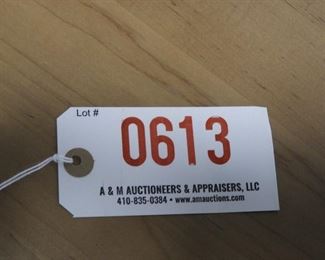 Lot #
0613
A & M AUCTIONEERS & APPRAISERS, LLC
410-835-0384 • www.amauctions.com